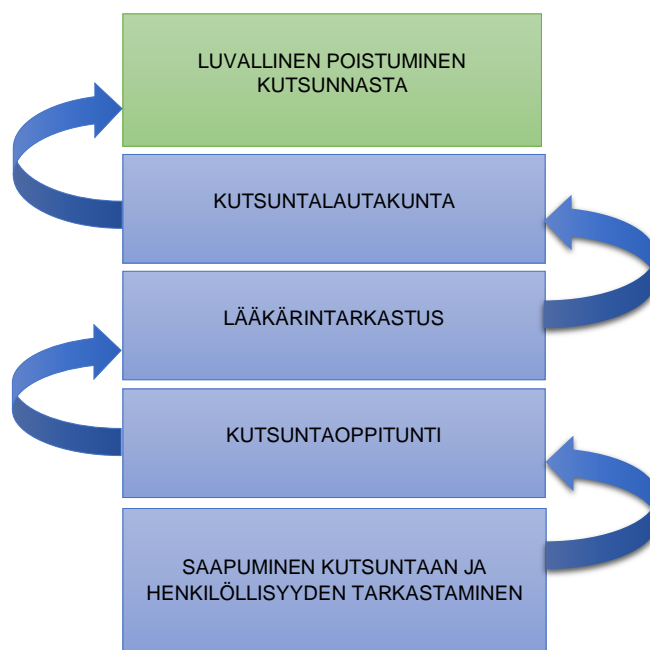 LUVALLINEN POISTUMINEN
KUTSUNNASTA
KUTSUNTALAUTAKUNTA
LÄÄKÄRINTARKASTUS
KUTSUNTAOPPITUNTI
SAAPUMINEN KUTSUNTAAN JA
HENKILÖLLISYYDEN TARKASTAMINEN